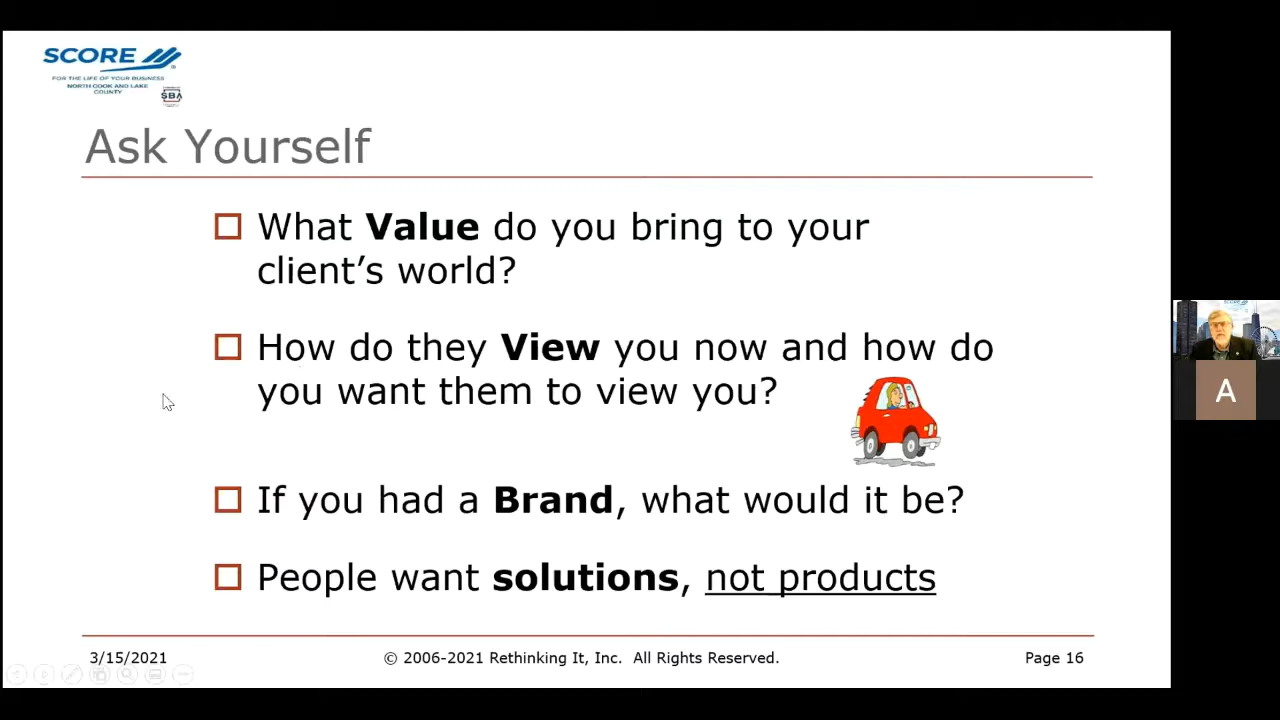 SCORE
FOR THE LIFE OF YOUR BUSINESS
NORTH COOK AND LAKE
COUNTY
SBA
Ask Yourself
What Value do you bring to your
client’s world?
How do they View you now and how do
you want them to view you?
If you had a Brand, what would it be?
People want solutions, not products
3/15/2021
© 2006-2021 Rethinking It, Inc. All Rights Reserved.
Page 16
SCORE
A